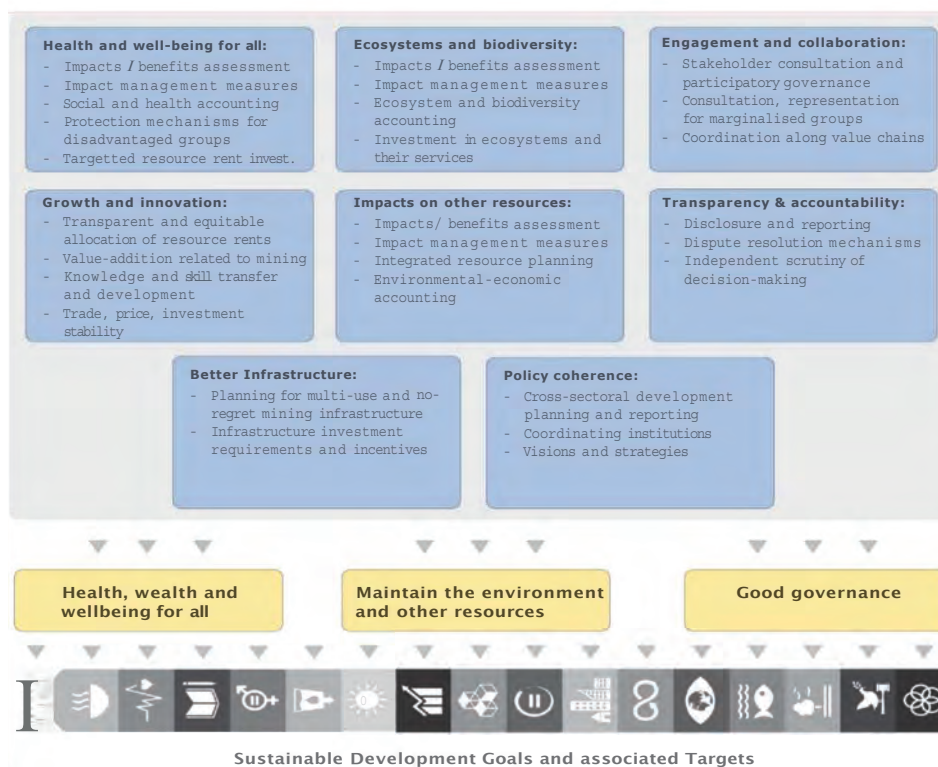 Health and well-being for all:
- Impacts / benefits assessment
- Impact management measures
- Social and health accounting
- Protection mechanisms for
disadvantaged groups
- Targetted resource rent invest.
Ecosystems and biodiversity:
- Impacts / benefits assessment
- Impact management measures
- Ecosystem and biodiversity
accounting
- Investment in ecosystems and
their services
Engagement and collaboration:
- Stakeholder consultation and
participatory governance
- Consultation, representation
for marginalised groups
- Coordination along value chains
Growth and innovation:
- Transparent and equitable
allocation of resource rents
- Value-addition related to mining
- Knowledge and skill transfer
and development
- Trade, price, investment
stability
Impacts on other resources:
- Impacts/ benefits assessment
- Impact management measures
- Integrated resource planning
- Environmental-economic
accounting
Transparency & accountability:
- Disclosure and reporting
- Dispute resolution mechanisms
- Independent scrutiny of
decision-making
Better Infrastructure:
- Planning for multi-use and no-
regret mining infrastructure
- Infrastructure investment
requirements and incentives
Policy coherence:
- Cross-sectoral development
planning and reporting
- Coordinating institutions
- Visions and strategies
Health, wealth and
wellbeing for all
Maintain the environment
and other resources
Good governance
Sustainable Development Goals and associated Targets